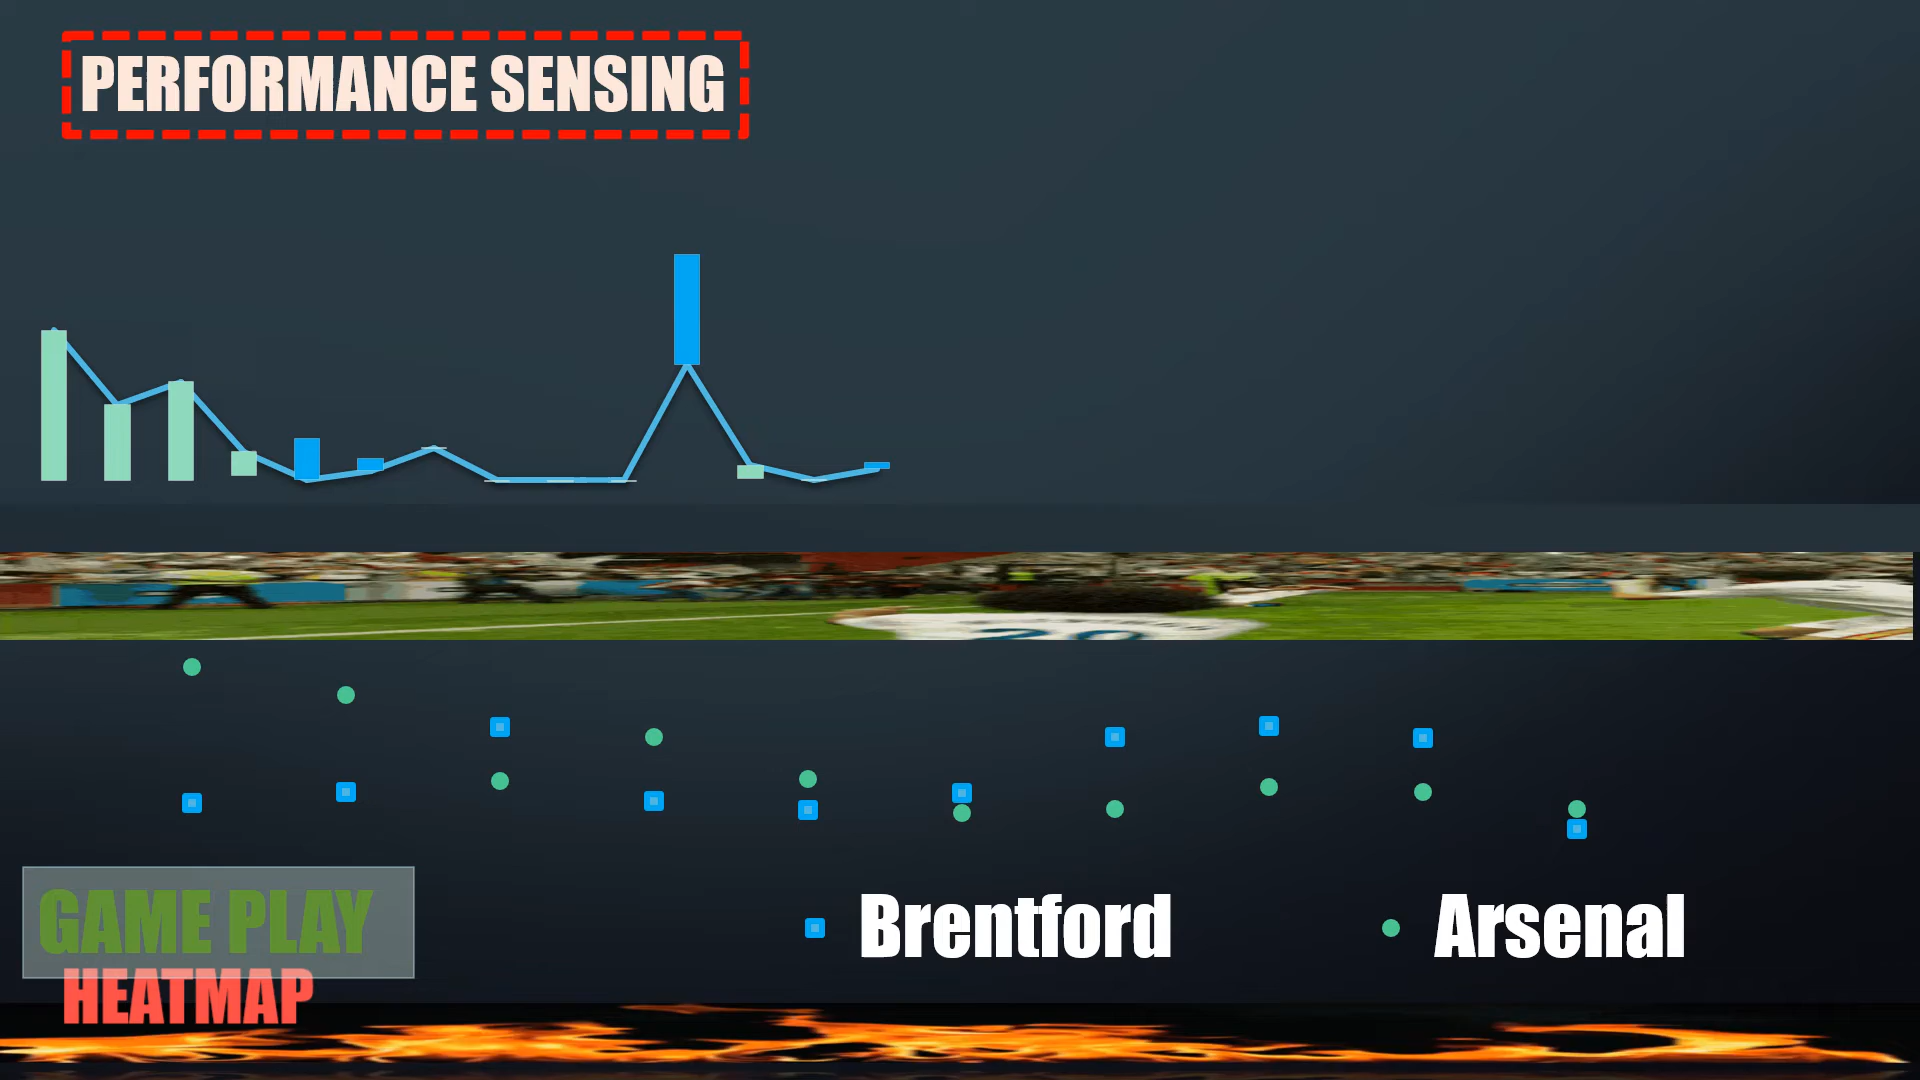 PERFORMANCE SENSING
Brentford
Arsenal
GAME PLAY
HEATMAP